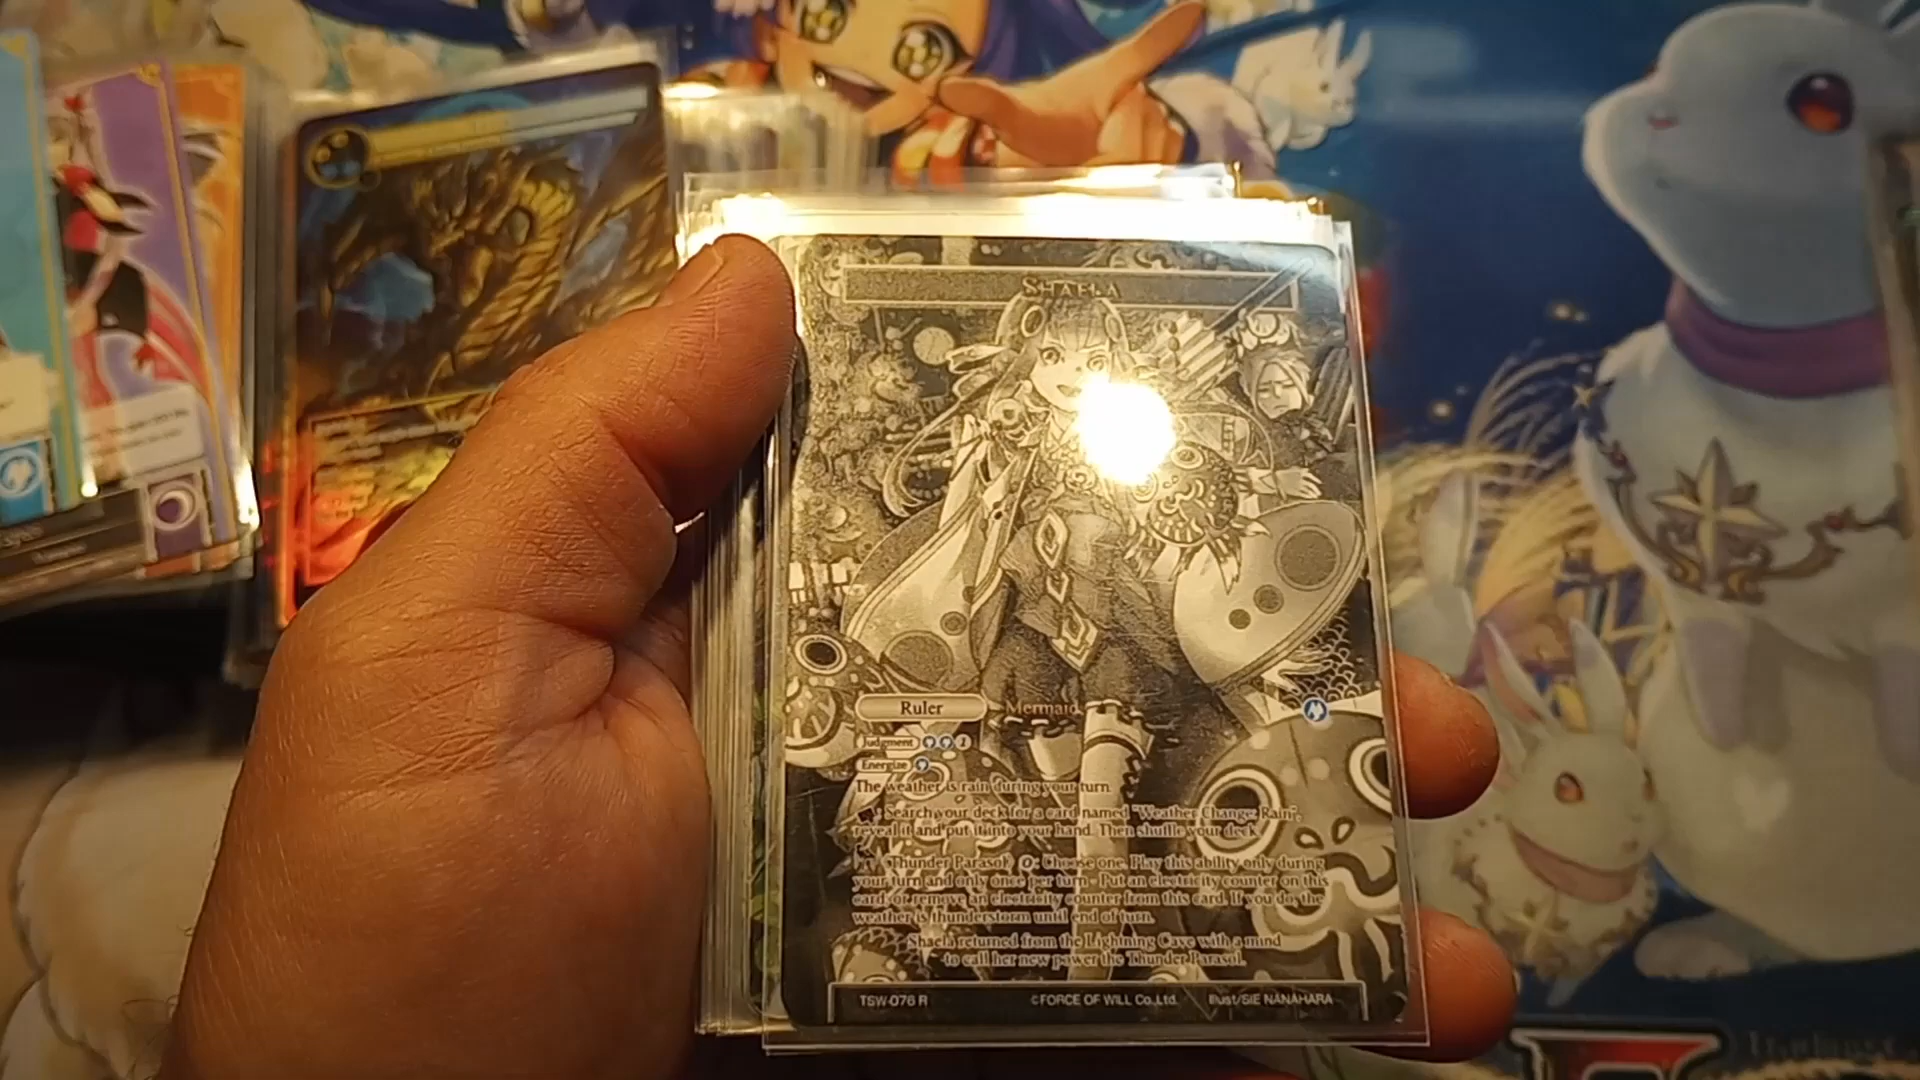 Shaela
Ruler
Mermaid
Judgment
1
Energize
The weather is rain during your turn.
Search your deck for a card named "Weather Change: Rain",
reveal it and put it into your hand. Then shuffle your deck.
Thunder Parasol : Choose one. Play this ability only during
your turn and only once per turn - Put an electricity counter on this
card; or remove an electricity counter from this card. If you do, the
weather is thunderstorm until end of turn.
Shaela returned from the Lightning Cave with a mind
to call her new power the Thunder Parasol.
TSW-076 R
©FORCE OF WILL Co.,Ltd.
Illust/SIE NANAHARA